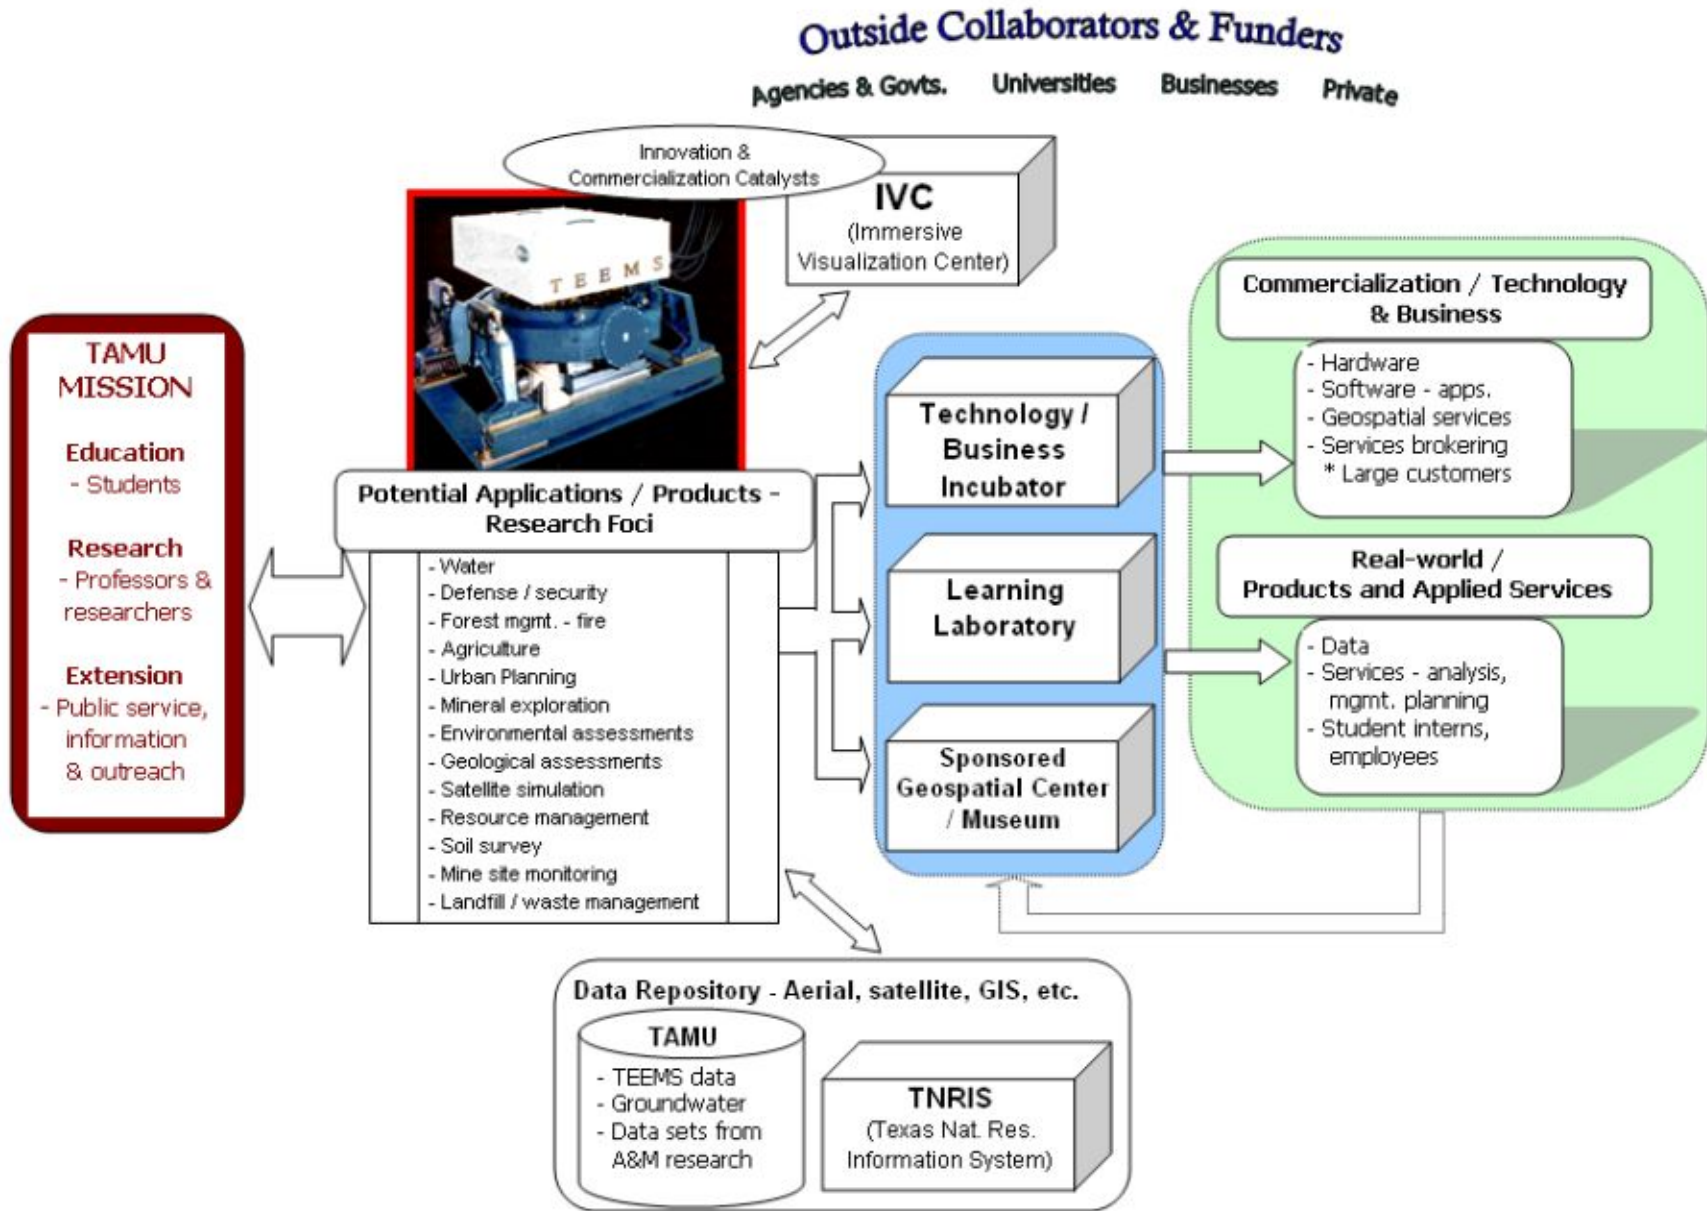 Outside Collaborators & Funders
Agencies & Govts. Universities Businesses Private
Innovation &
Commercialization Catalysts
IVC
(Immersive
Visualization Center)
TEEMS
TAMU
MISSION
Education
- Students
Research
- Professors &
researchers
Extension
- Public service,
information
& outreach
Potential Applications / Products -
Research Foci
- Water
- Defense / security
- Forest mgmt. - fire
- Agriculture
- Urban Planning
- Mineral exploration
- Environmental assessments
- Geological assessments
- Satellite simulation
- Resource management
- Soil survey
- Mine site monitoring
- Landfill / waste management
Technology /
Business
Incubator
Learning
Laboratory
Sponsored
Geospatial Center
/ Museum
Commercialization / Technology
& Business
- Hardware
- Software - apps.
- Geospatial services
- Services brokering
* Large customers
Real-world /
Products and Applied Services
- Data
- Services - analysis,
mgmt. planning
- Student interns,
employees
Data Repository - Aerial, satellite, GIS, etc.
TAMU
- TEEMS data
- Groundwater
- Data sets from
A&M research
TNRIS
(Texas Nat. Res.
Information System)